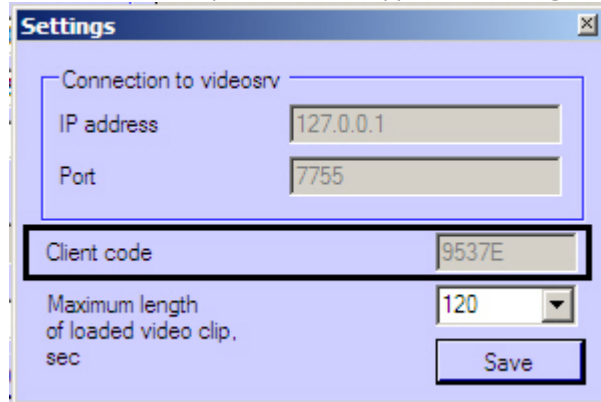 Settings
Connection to videosrv
IP address 127.0.0.1
Port 7755
Client code 9537E
Maximum length 120
of loaded video clip,
sec
Save